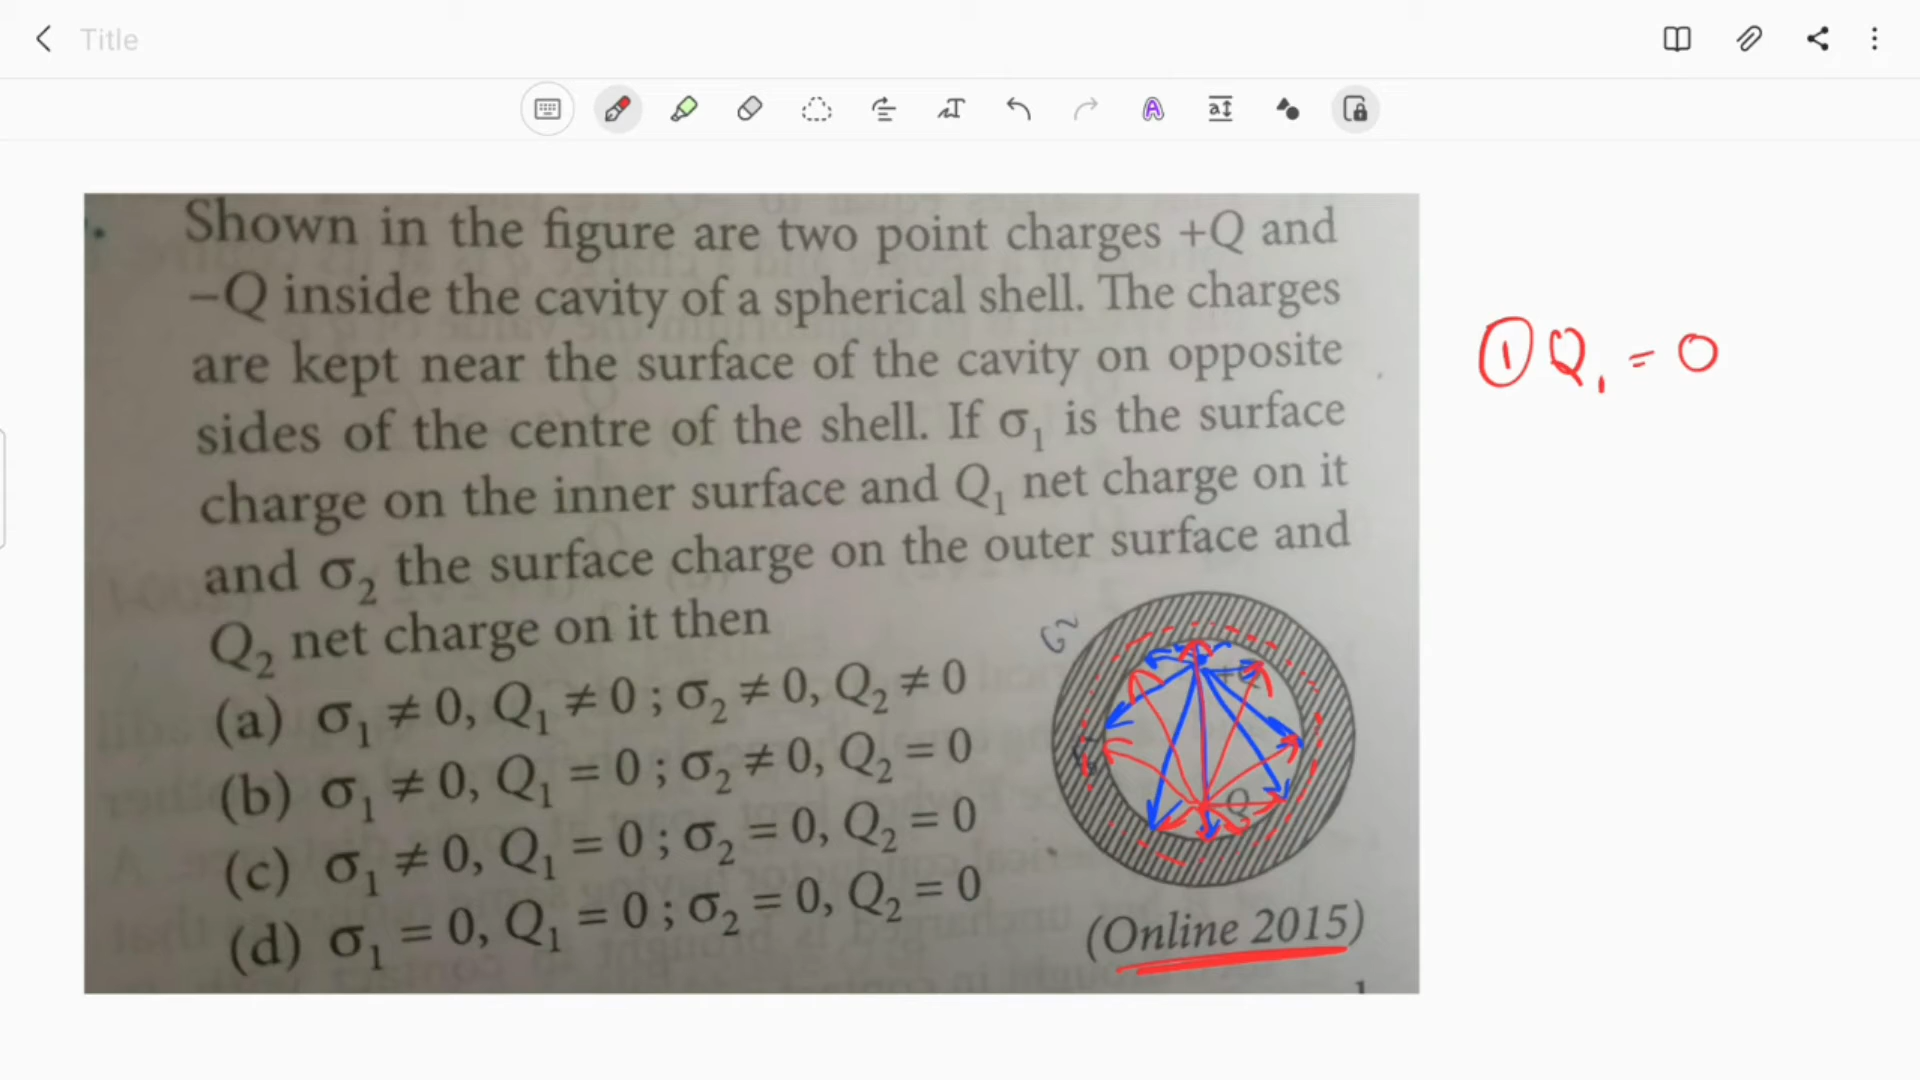 Title
Shown in the figure are two point charges +Q and
−Q inside the cavity of a spherical shell. The charges
are kept near the surface of the cavity on opposite
sides of the centre of the shell. If σ₁ is the surface
charge on the inner surface and Q₁ net charge on it
and σ₂ the surface charge on the outer surface and
Q₂ net charge on it then
(a) σ₁ ≠ 0, Q₁ ≠ 0 ; σ₂ ≠ 0, Q₂ ≠ 0
(b) σ₁ ≠ 0, Q₁ = 0 ; σ₂ ≠ 0, Q₂ = 0
(c) σ₁ ≠ 0, Q₁ = 0 ; σ₂ = 0, Q₂ = 0
(d) σ₁ = 0, Q₁ = 0 ; σ₂ = 0, Q₂ = 0
+Q
Q
(Online 2015)
① Q₁ = 0